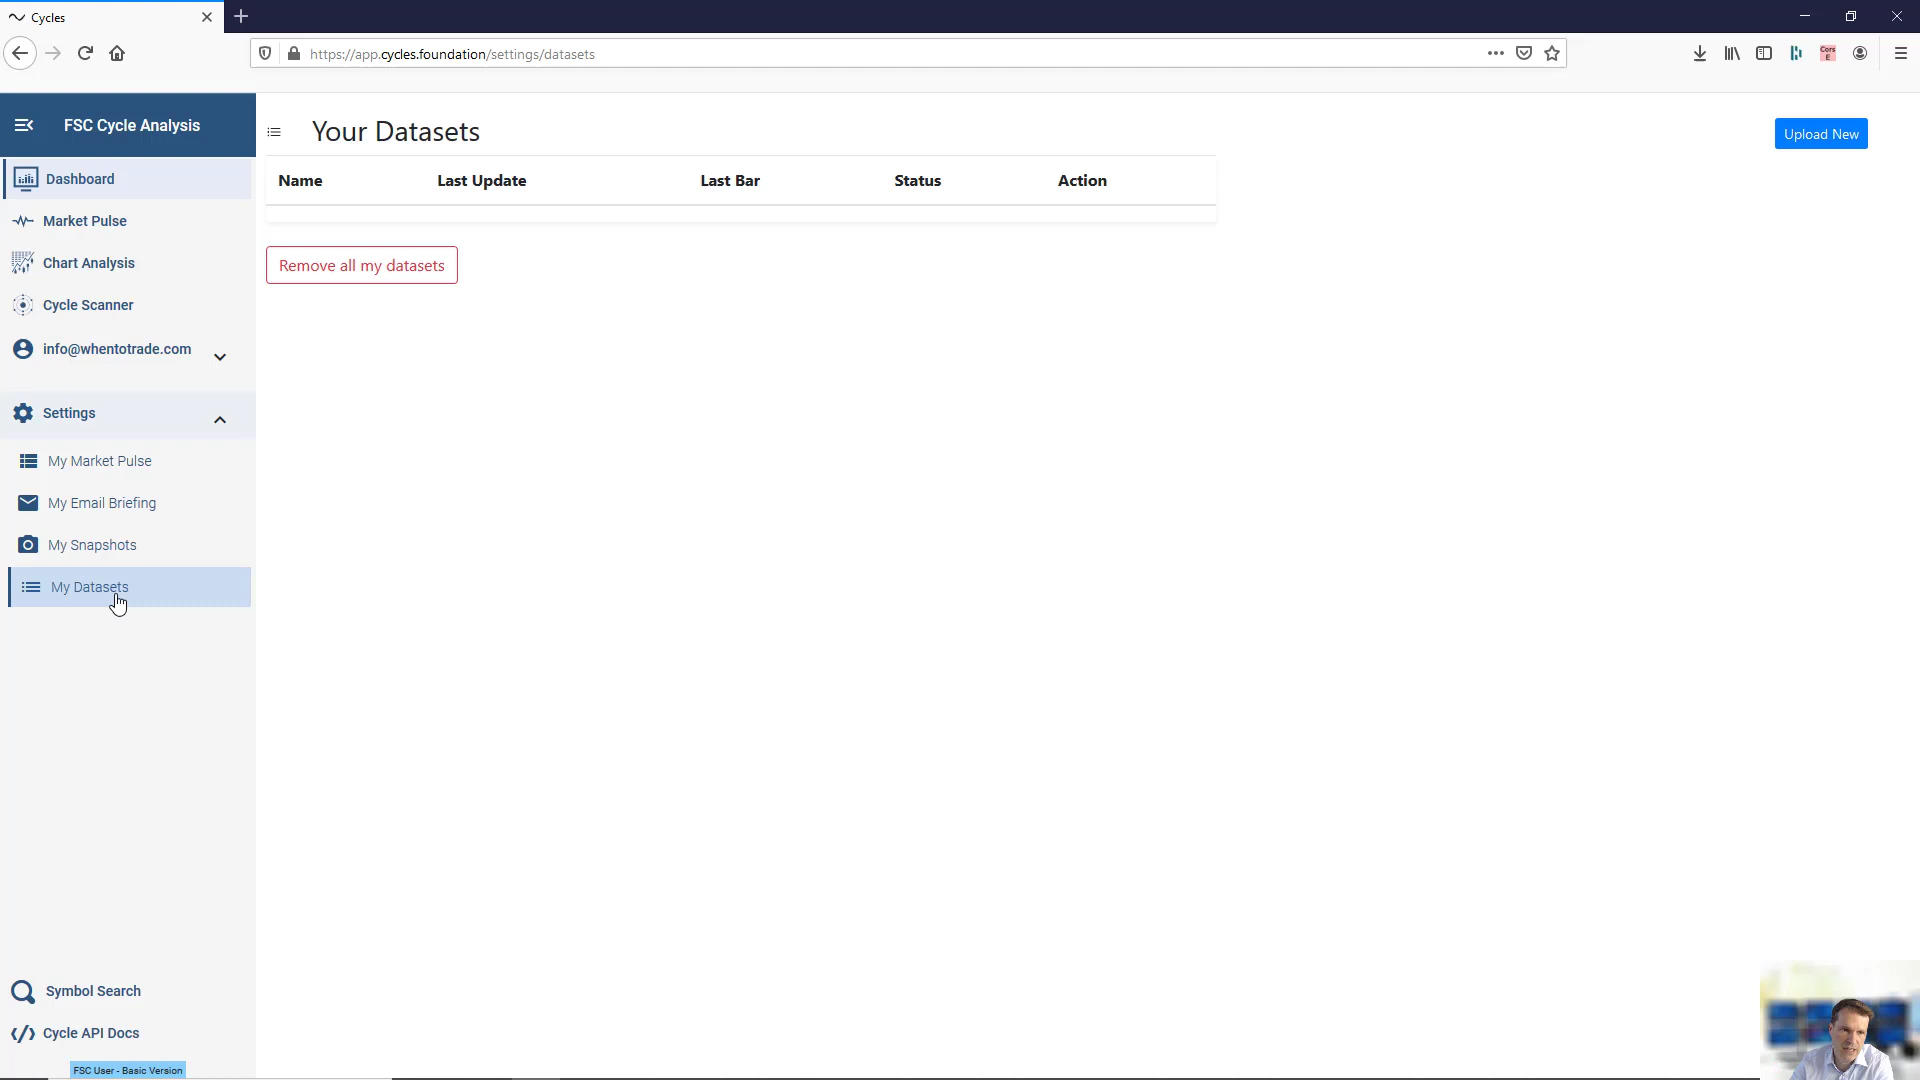 Cycles
https://app.cycles.foundation/settings/datasets
Cors
E
FSC Cycle Analysis
Dashboard
Market Pulse
Chart Analysis
Cycle Scanner
info@whentotrade.com
Settings
My Market Pulse
My Email Briefing
My Snapshots
My Datasets
Symbol Search
Cycle API Docs
FSC User - Basic Version
Your Datasets
Upload New
Name Last Update Last Bar Status Action
Remove all my datasets